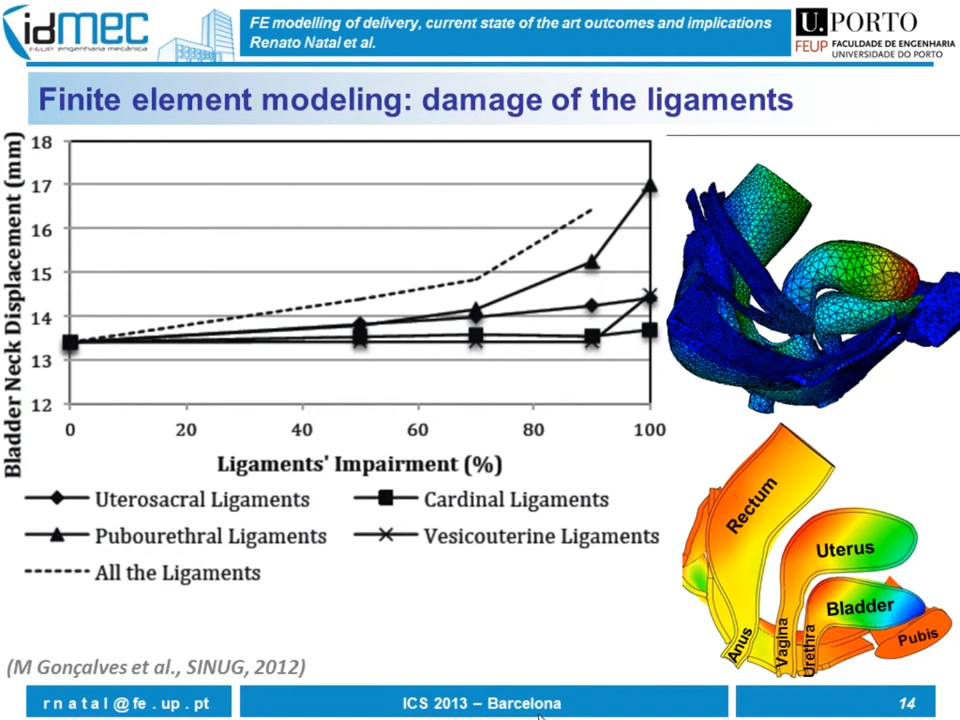 idmec
FEUP engenharia mecânica
FE modelling of delivery, current state of the art outcomes and implications
Renato Natal et al.
U.PORTO
FEUP FACULDADE DE ENGENHARIA
UNIVERSIDADE DO PORTO
Finite element modeling: damage of the ligaments
Bladder Neck Displacement (mm)
18
17
16
15
14
13
12
0 20 40 60 80 100
Ligaments' Impairment (%)
Uterosacral Ligaments Cardinal Ligaments
Pubourethral Ligaments Vesicouterine Ligaments
All the Ligaments
Rectum
Uterus
Bladder
Pubis
Anus
Vagina
Urethra
(M Gonçalves et al., SINUG, 2012)
rnatal@fe.up.pt
ICS 2013 – Barcelona
14